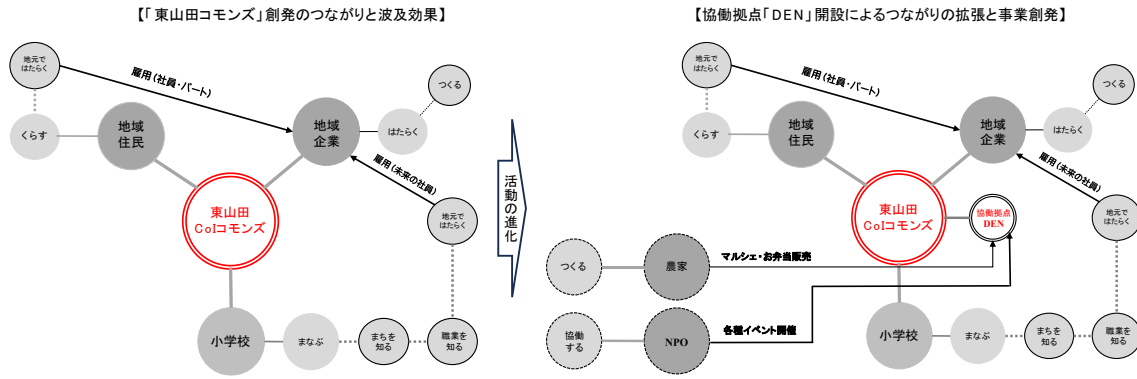 【「東山田コモンズ」創発のつながりと波及効果】
地元で
はたらく
雇用（社員・パート）
つくる
くらす
地域
住民
地域
企業
はたらく
雇用（未来の社員）
東山田
CoIコモンズ
地元で
はたらく
小学校
まなぶ
まちを
知る
職業を
知る
活動の進化
【協働拠点「DEN」開設によるつながりの拡張と事業創発】
地元で
はたらく
雇用（社員・パート）
つくる
くらす
地域
住民
地域
企業
はたらく
雇用（未来の社員）
東山田
CoIコモンズ
協働拠点
DEN
地元で
はたらく
つくる
農家
マルシェ・お弁当販売
協働
する
NPO
各種イベント開催
小学校
まなぶ
まちを
知る
職業を
知る